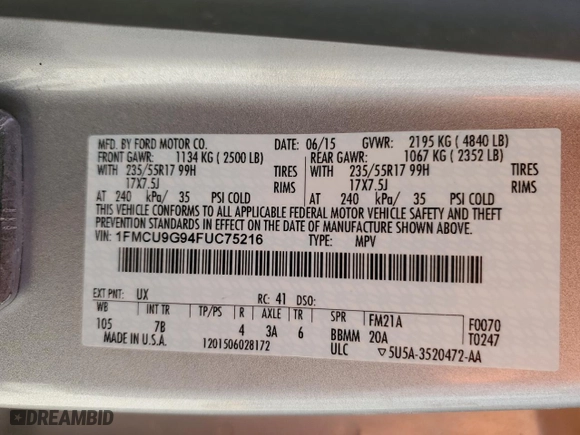 MFD. BY FORD MOTOR CO. DATE: 06/15 GVWR: 2195 KG (4840 LB)
FRONT GAWR: 1134 KG (2500 LB) REAR GAWR: 1067 KG (2352 LB)
WITH 235/55R17 99H TIRES WITH 235/55R17 99H TIRES
17X7.5J RIMS 17X7.5J RIMS
AT 240 kPa/ 35 PSI COLD AT 240 kPa/ 35 PSI COLD
THIS VEHICLE CONFORMS TO ALL APPLICABLE FEDERAL MOTOR VEHICLE SAFETY AND THEFT
PREVENTION STANDARDS IN EFFECT ON THE DATE OF MANUFACTURE SHOWN ABOVE.
VIN: 1FMCU9G94FUC75216 TYPE: MPV
EXT PNT: UX RC: 41 DSO:
WB INT TR TP/PS R AXLE TR SPR FM21A F0070
105 7B 4 3A 6 BBMM 20A T0247
MADE IN U.S.A. 1201506028172 ULC ▽5U5A-3520472-AA
DREAMBID